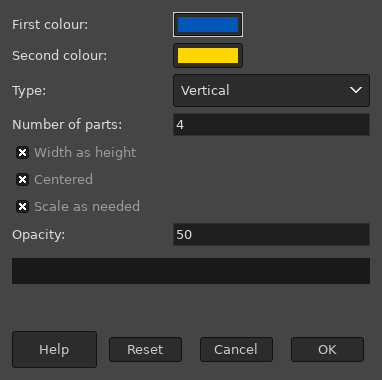 First colour:
Second colour:
Type: Vertical
Number of parts: 4
Width as height
Centered
Scale as needed
Opacity: 50
Help Reset Cancel OK